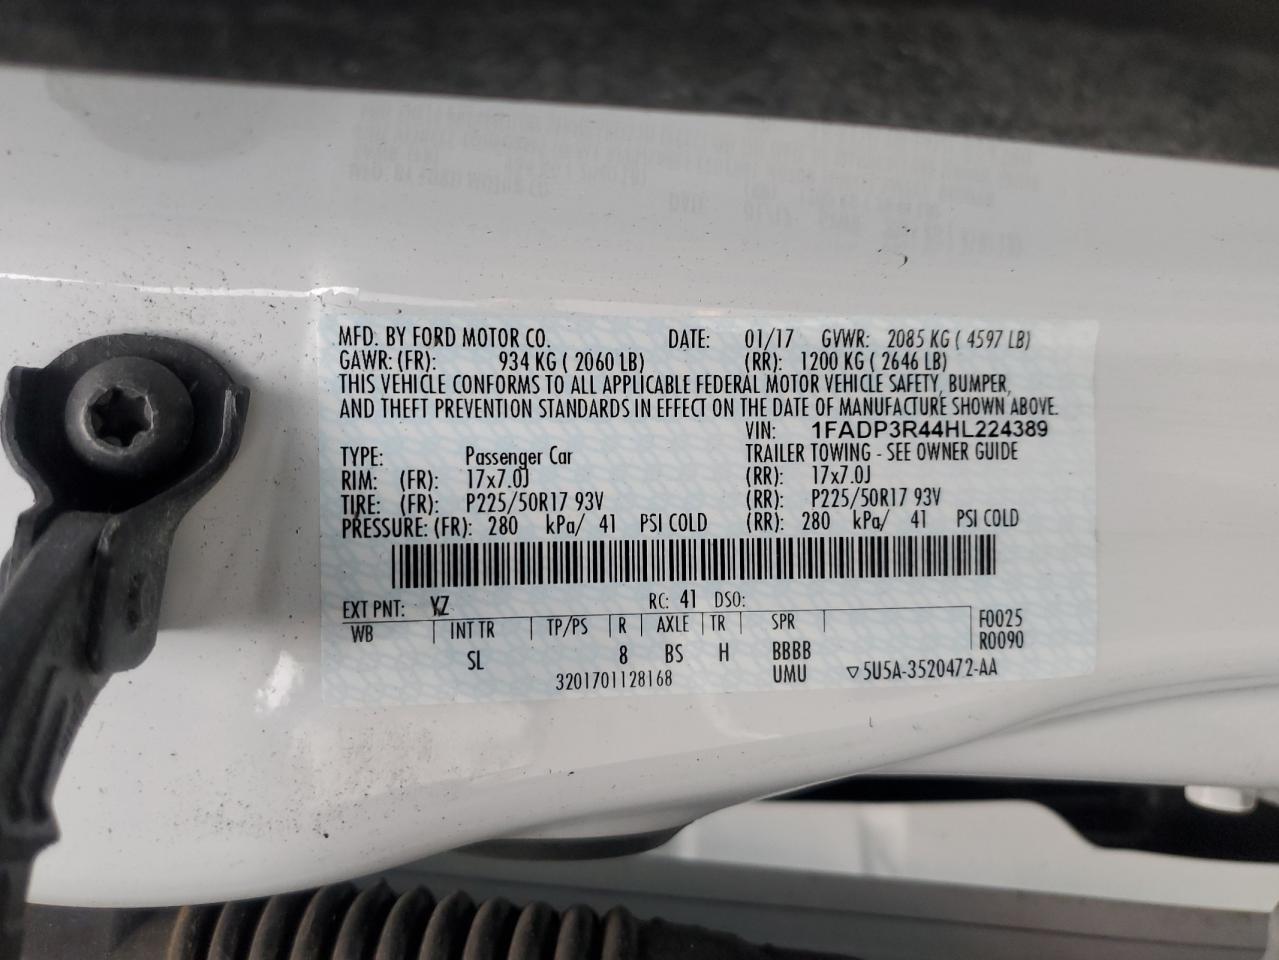 MFD. BY FORD MOTOR CO. DATE: 01/17 GVWR: 2085 KG ( 4597 LB)
GAWR: (FR): 934 KG ( 2060 LB) (RR): 1200 KG ( 2646 LB)
THIS VEHICLE CONFORMS TO ALL APPLICABLE FEDERAL MOTOR VEHICLE SAFETY, BUMPER,
AND THEFT PREVENTION STANDARDS IN EFFECT ON THE DATE OF MANUFACTURE SHOWN ABOVE.
VIN: 1FADP3R44HL224389
TYPE: Passenger Car TRAILER TOWING - SEE OWNER GUIDE
RIM: (FR): 17x7.0J (RR): 17x7.0J
TIRE: (FR): P225/50R17 93V (RR): P225/50R17 93V
PRESSURE: (FR): 280 kPa/ 41 PSI COLD (RR): 280 kPa/ 41 PSI COLD
EXT PNT: YZ RC: 41 DSO:
WB INT TR TP/PS R AXLE TR SPR F0025
SL 8 BS H BBBB R0090
3201701128168 UMU ▽5U5A-3520472-AA